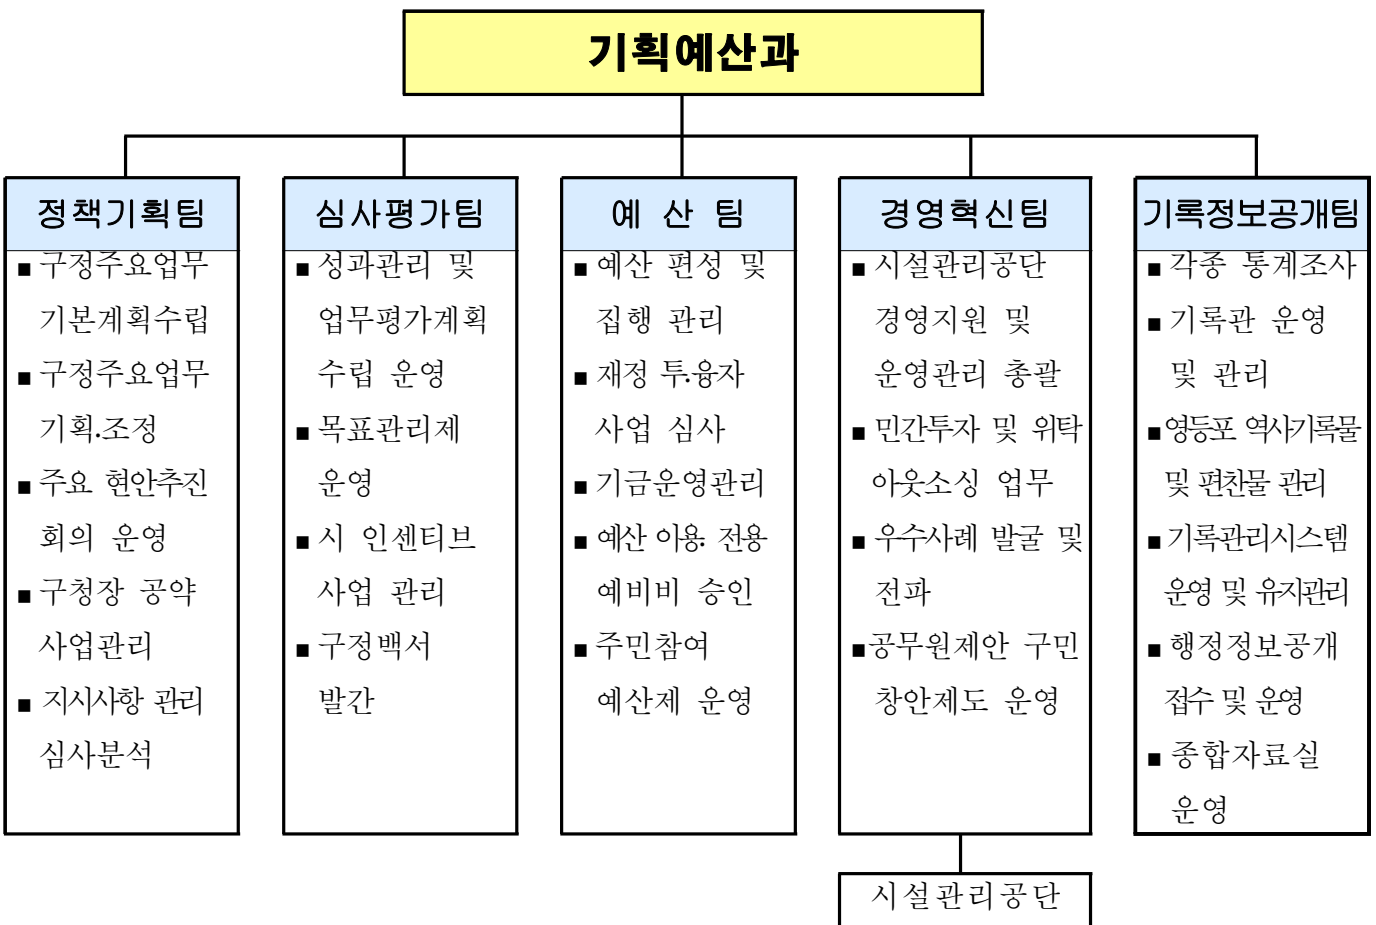 기획예산과
정책기획팀
■ 구정주요업무
기본계획수립
■ 구정주요업무
기획.조정
■ 주요 현안추진
회의 운영
■ 구청장 공약
사업관리
■ 지시사항 관리
심사분석
심사평가팀
■ 성과관리 및
업무평가계획
수립 운영
■ 목표관리제
운영
■ 시 인센티브
사업 관리
■ 구정백서
발간
예 산 팀
■ 예산 편성 및
집행 관리
■ 재정 투·융자
사업 심사
■ 기금운영관리
■ 예산 이용· 전용
예비비 승인
■ 주민참여
예산제 운영
경영혁신팀
■ 시설관리공단
경영지원 및
운영관리 총괄
■ 민간투자 및 위탁
아웃소싱 업무
■ 우수사례 발굴 및
전파
■ 공무원제안 구민
창안제도 운영
시설관리공단
기록정보공개팀
■ 각종 통계조사
■ 기록관 운영
및 관리
■ 영등포 역사기록물
및 편찬물 관리
■ 기록관리시스템
운영 및 유지관리
■ 행정정보공개
접수 및 운영
■ 종합자료실
운영